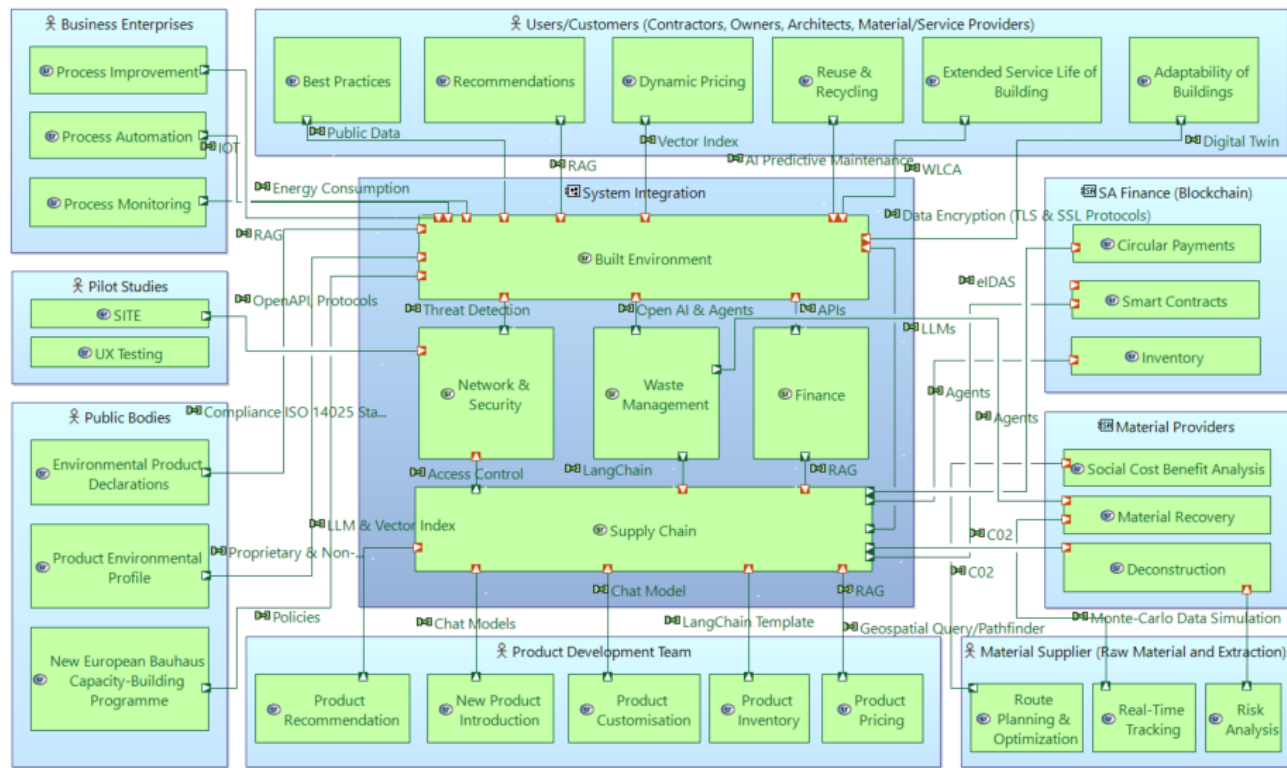 Business Enterprises
Process Improvement
Process Automation
IOT
Process Monitoring
Users/Customers (Contractors, Owners, Architects, Material/Service Providers)
Best Practices
Recommendations
Dynamic Pricing
Reuse &
Recycling
Extended Service Life of
Building
Adaptability of
Buildings
Public Data
RAG
Vector Index
AI Predictive Maintenance
WLCA
Digital Twin
Energy Consumption
RAG
OpenAPI, Protocols
System Integration
Data Encryption (TLS & SSL Protocols)
Built Environment
Threat Detection
Open AI & Agents
APIs
LLMs
eIDAS
Network &
Security
Waste
Management
Finance
Access Control
LangChain
RAG
Supply Chain
Agents
Agents
SA Finance (Blockchain)
Circular Payments
Smart Contracts
Inventory
Pilot Studies
SITE
UX Testing
Compliance ISO 14025 Sta...
Public Bodies
Environmental Product
Declarations
LLM & Vector Index
Proprietary & Non-...
Product Environmental
Profile
Policies
New European Bauhaus
Capacity-Building
Programme
Material Providers
Social Cost Benefit Analysis
Material Recovery
Deconstruction
C02
C02
Monte-Carlo Data Simulation
Chat Models
Chat Model
LangChain Template
RAG
Geospatial Query/Pathfinder
Product Development Team
Product
Recommendation
New Product
Introduction
Product
Customisation
Product
Inventory
Product
Pricing
Material Supplier (Raw Material and Extraction)
Route
Planning &
Optimization
Real-Time
Tracking
Risk
Analysis